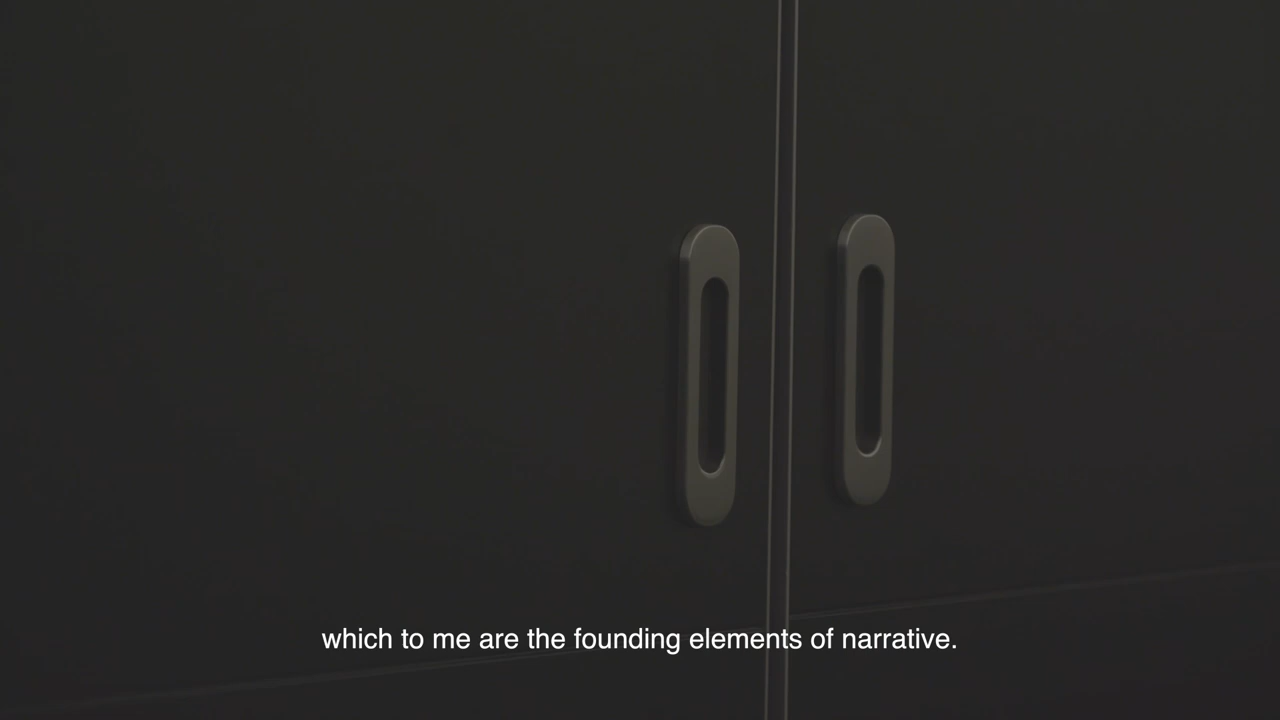 which to me are the founding elements of narrative.